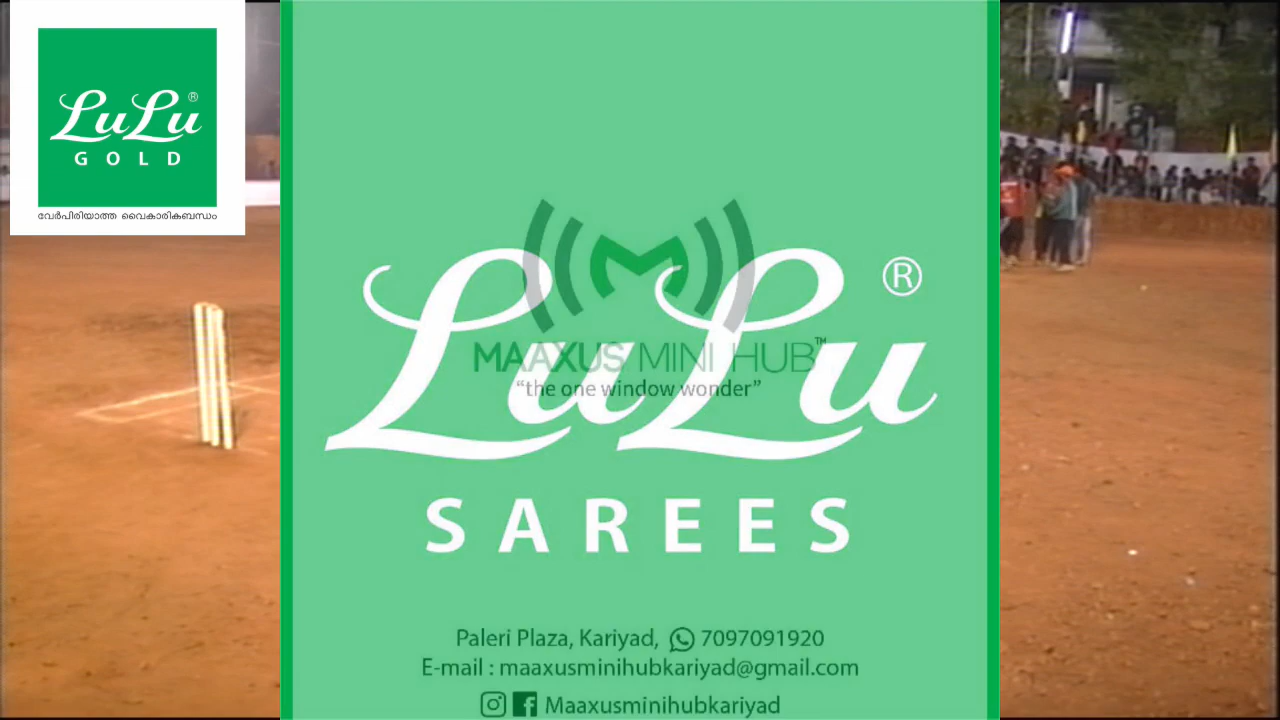 LuLu®
GOLD
വേർപിരിയാത്ത വൈകാരികബന്ധം
LuLu®
MAAXUS MINI HUB™
“the one window wonder”
SAREES
Paleri Plaza, Kariyad, 7097091920
E-mail : maaxusminihubkariyad@gmail.com
Maaxusminihubkariyad